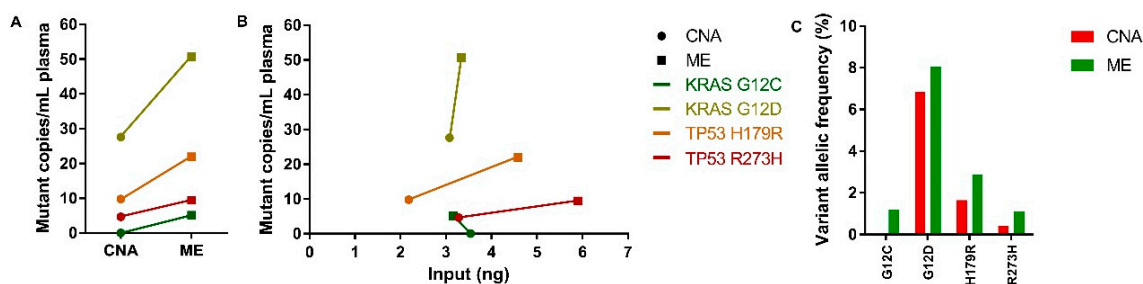 A
Mutant copies/mL plasma
60
50
40
30
20
10
0
CNA
ME
B
Mutant copies/mL plasma
60
50
40
30
20
10
0
0
1
2
3
4
5
6
7
Input (ng)
CNA
ME
KRAS G12C
KRAS G12D
TP53 H179R
TP53 R273H
C
Variant allelic frequency (%)
10
8
6
4
2
0
G12C
G12D
H179R
R273H
CNA
ME